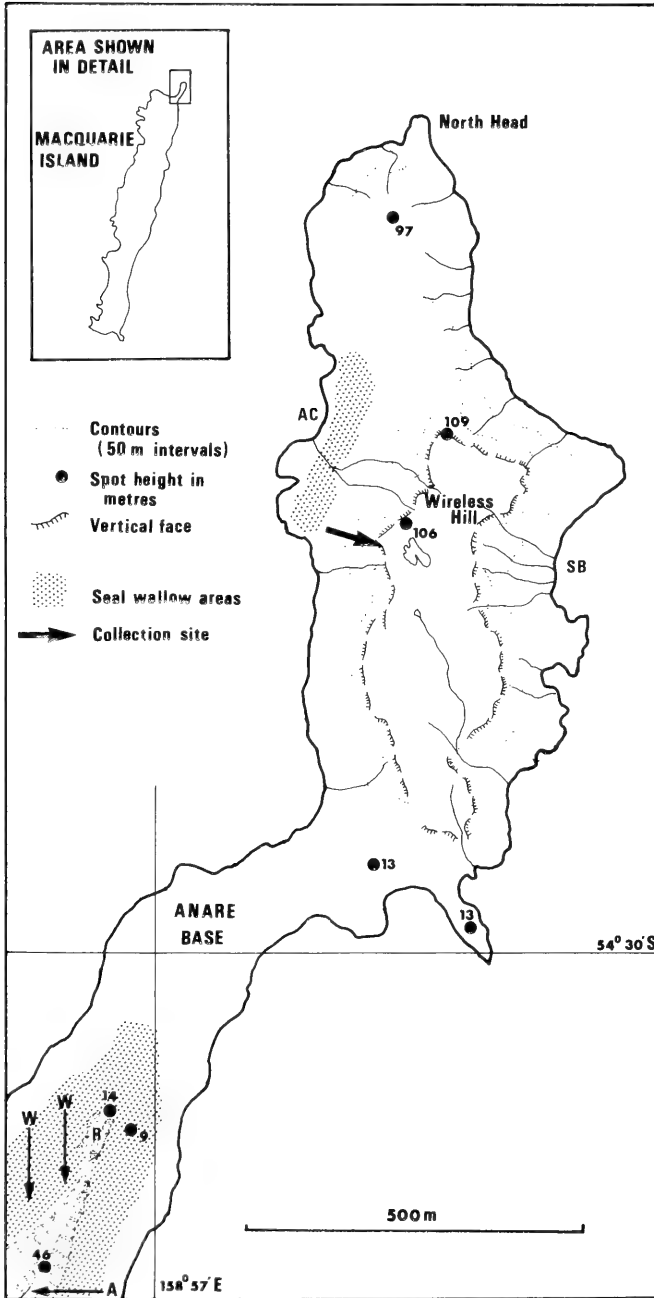 AREA SHOWN
IN DETAIL
MACQUARIE
ISLAND
North Head
97
AC
109
Contours
(50 m intervals)
Spot height in
metres
Vertical face
Wireless
Hill
106
SB
Seal wallow areas
Collection site
13
ANARE
BASE
13
54° 30′ S
14
W
W
R
9
500 m
46
A
158° 57′ E